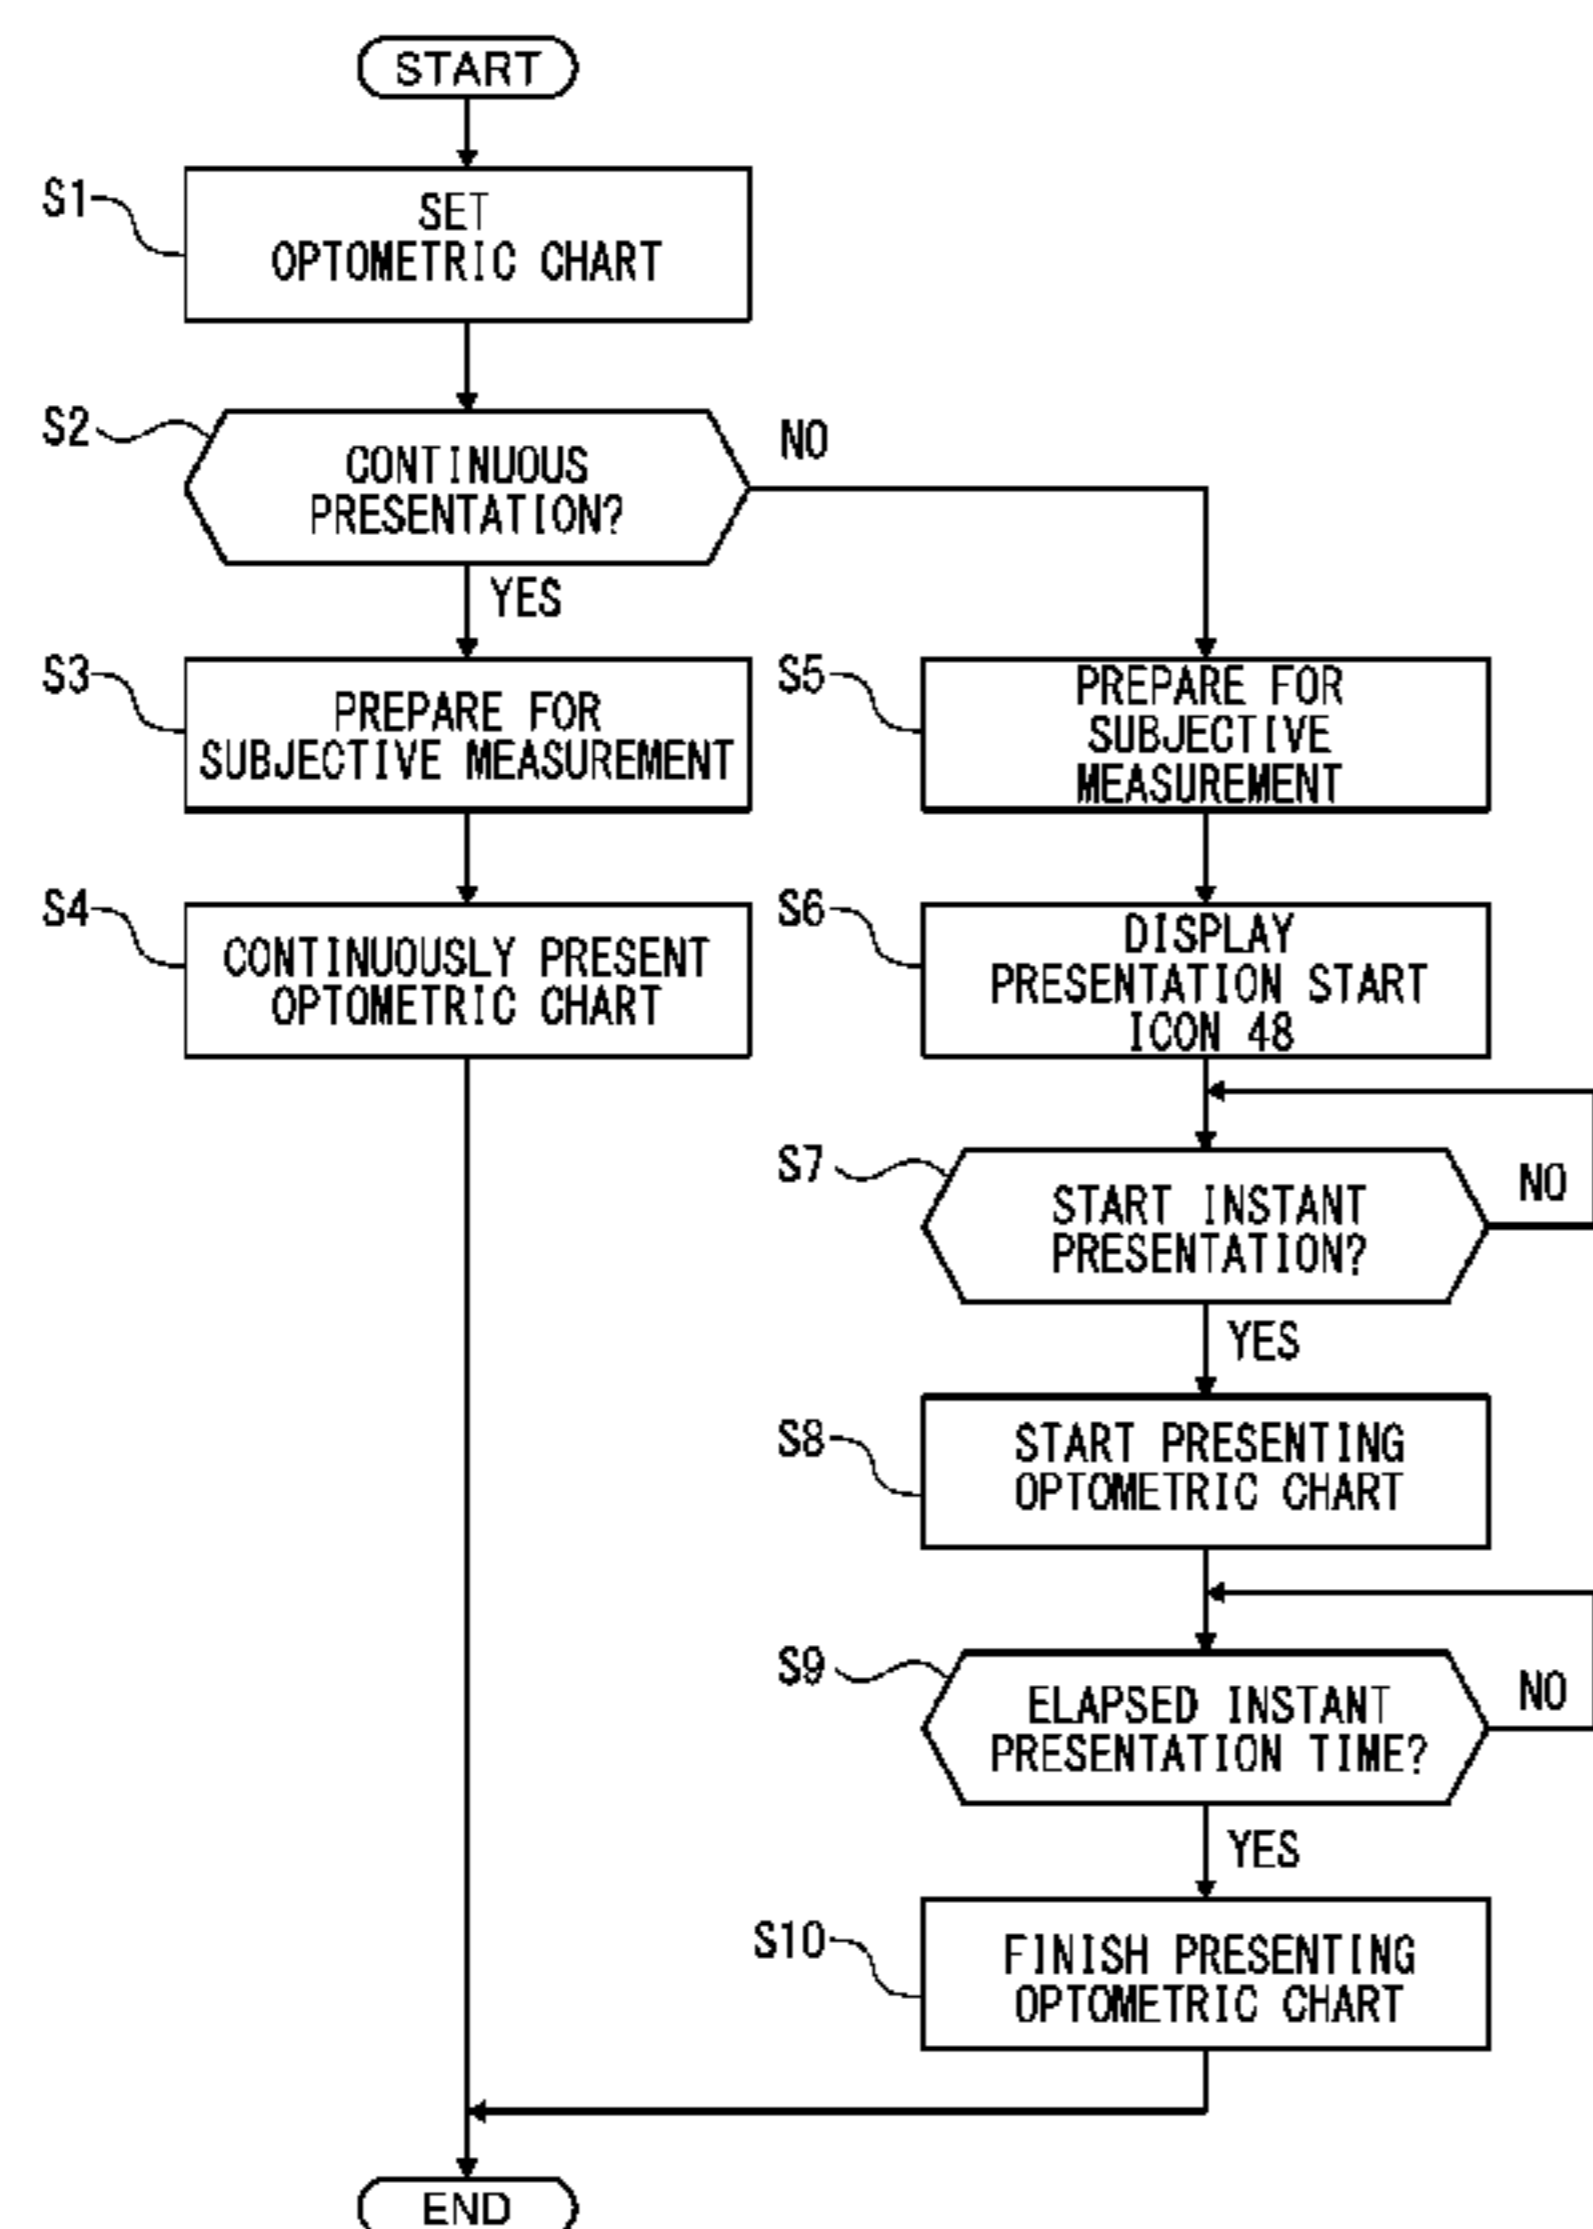 START
S1
SET
OPTOMETRIC CHART
S2
CONTINUOUS
PRESENTATION?
NO
YES
S3
PREPARE FOR
SUBJECTIVE MEASUREMENT
S4
CONTINUOUSLY PRESENT
OPTOMETRIC CHART
S5
PREPARE FOR
SUBJECTIVE
MEASUREMENT
S6
DISPLAY
PRESENTATION START
ICON 48
S7
START INSTANT
PRESENTATION?
NO
YES
S8
START PRESENTING
OPTOMETRIC CHART
S9
ELAPSED INSTANT
PRESENTATION TIME?
NO
YES
S10
FINISH PRESENTING
OPTOMETRIC CHART
END